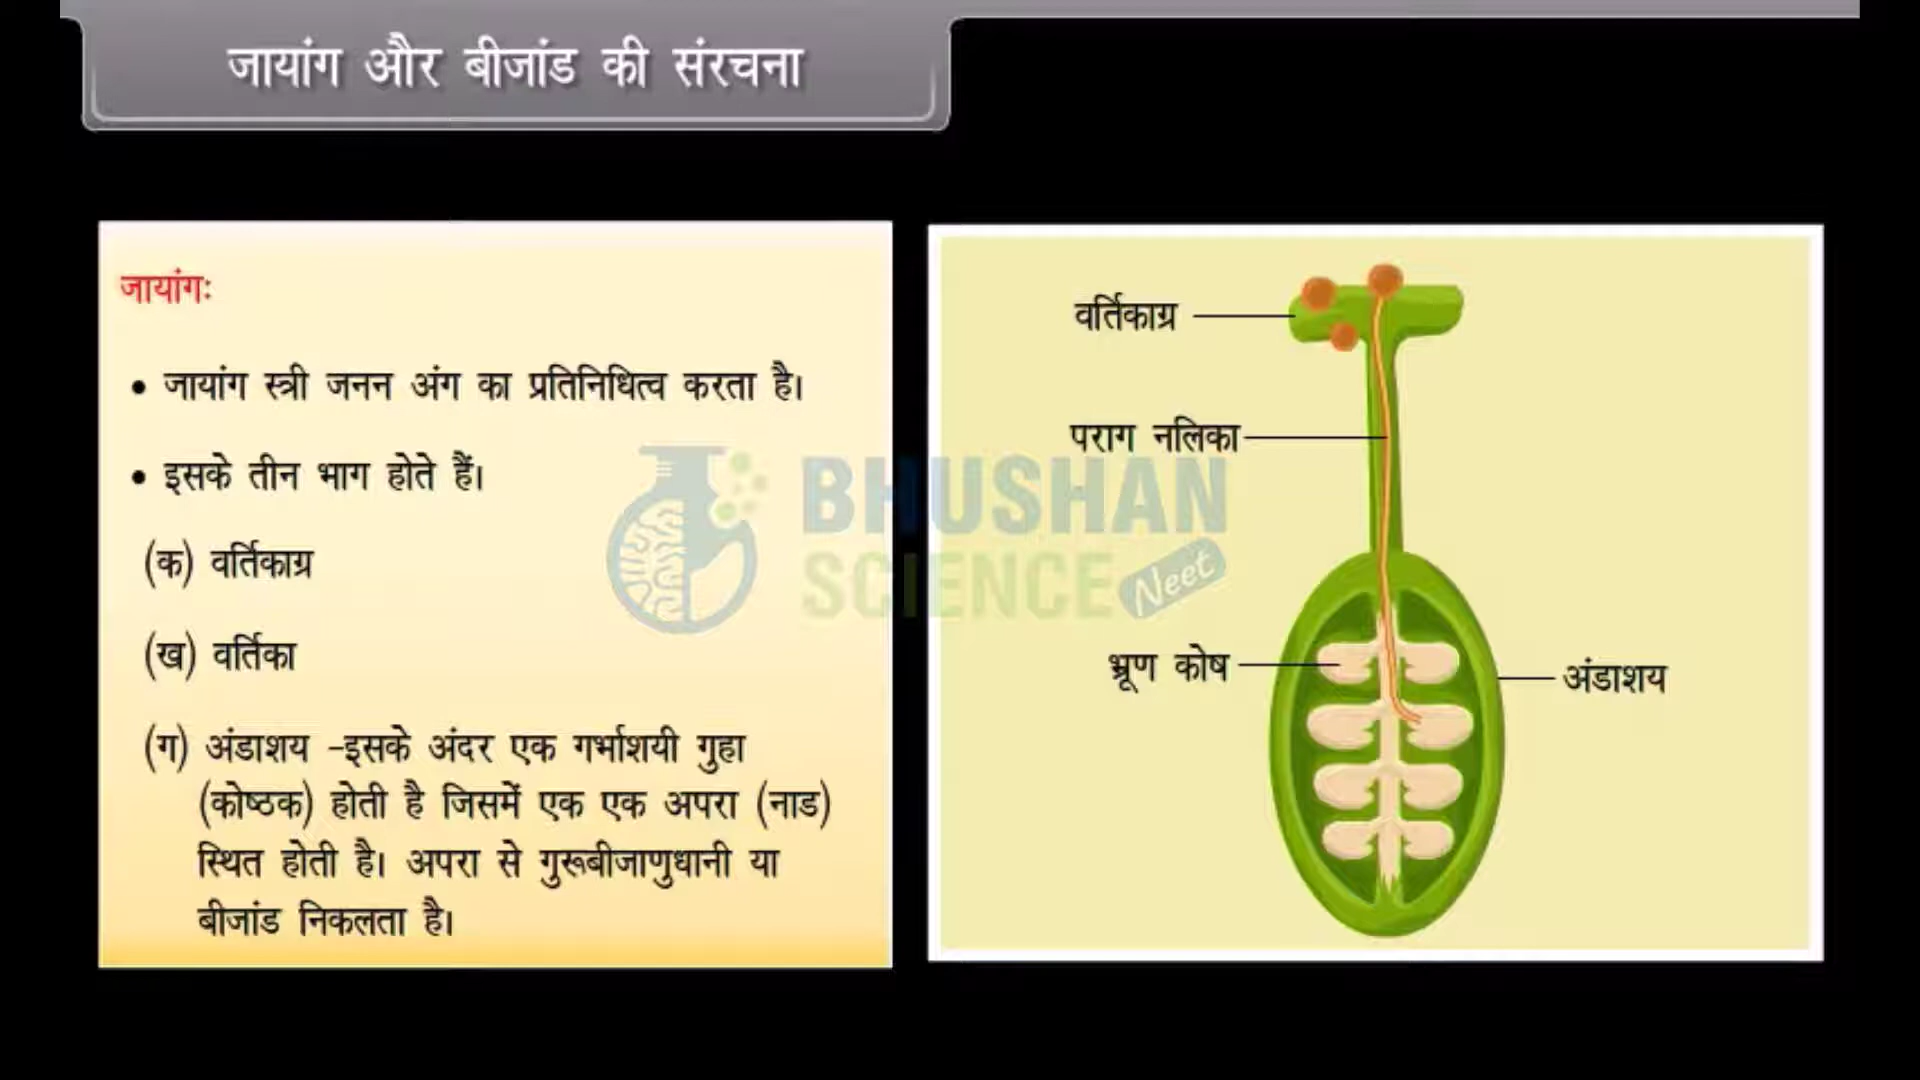 जायांग और बीजांड की संरचना
जायांगः
• जायांग स्त्री जनन अंग का प्रतिनिधित्व करता है।
• इसके तीन भाग होते हैं।
(क) वर्तिकाग्र
(ख) वर्तिका
(ग) अंडाशय -इसके अंदर एक गर्भाशयी गुहा
(कोष्ठक) होती है जिसमें एक एक अपरा (नाड)
स्थित होती है। अपरा से गुरूबीजाणुधानी या
बीजांड निकलता है।
वर्तिकाग्र
पराग नलिका
भ्रूण कोष
अंडाशय
BHUSHAN
SCIENCE Neet